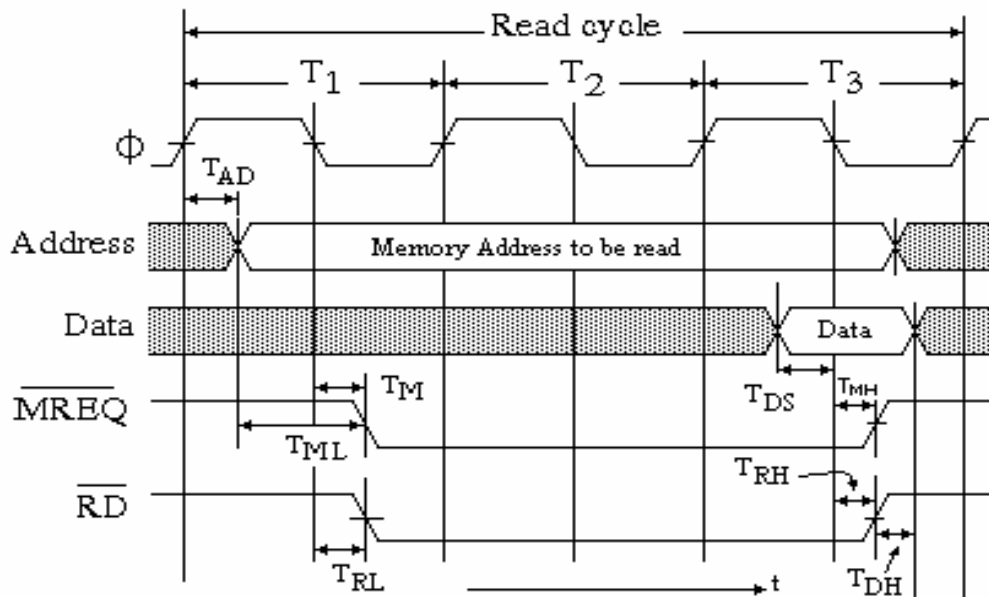 Read cycle
T1 T2 T3
Φ
TAD
Address
Memory Address to be read
Data
Data
MREQ
TM
TDS
TMH
TML
RD
TRH
TRL
t
TDH